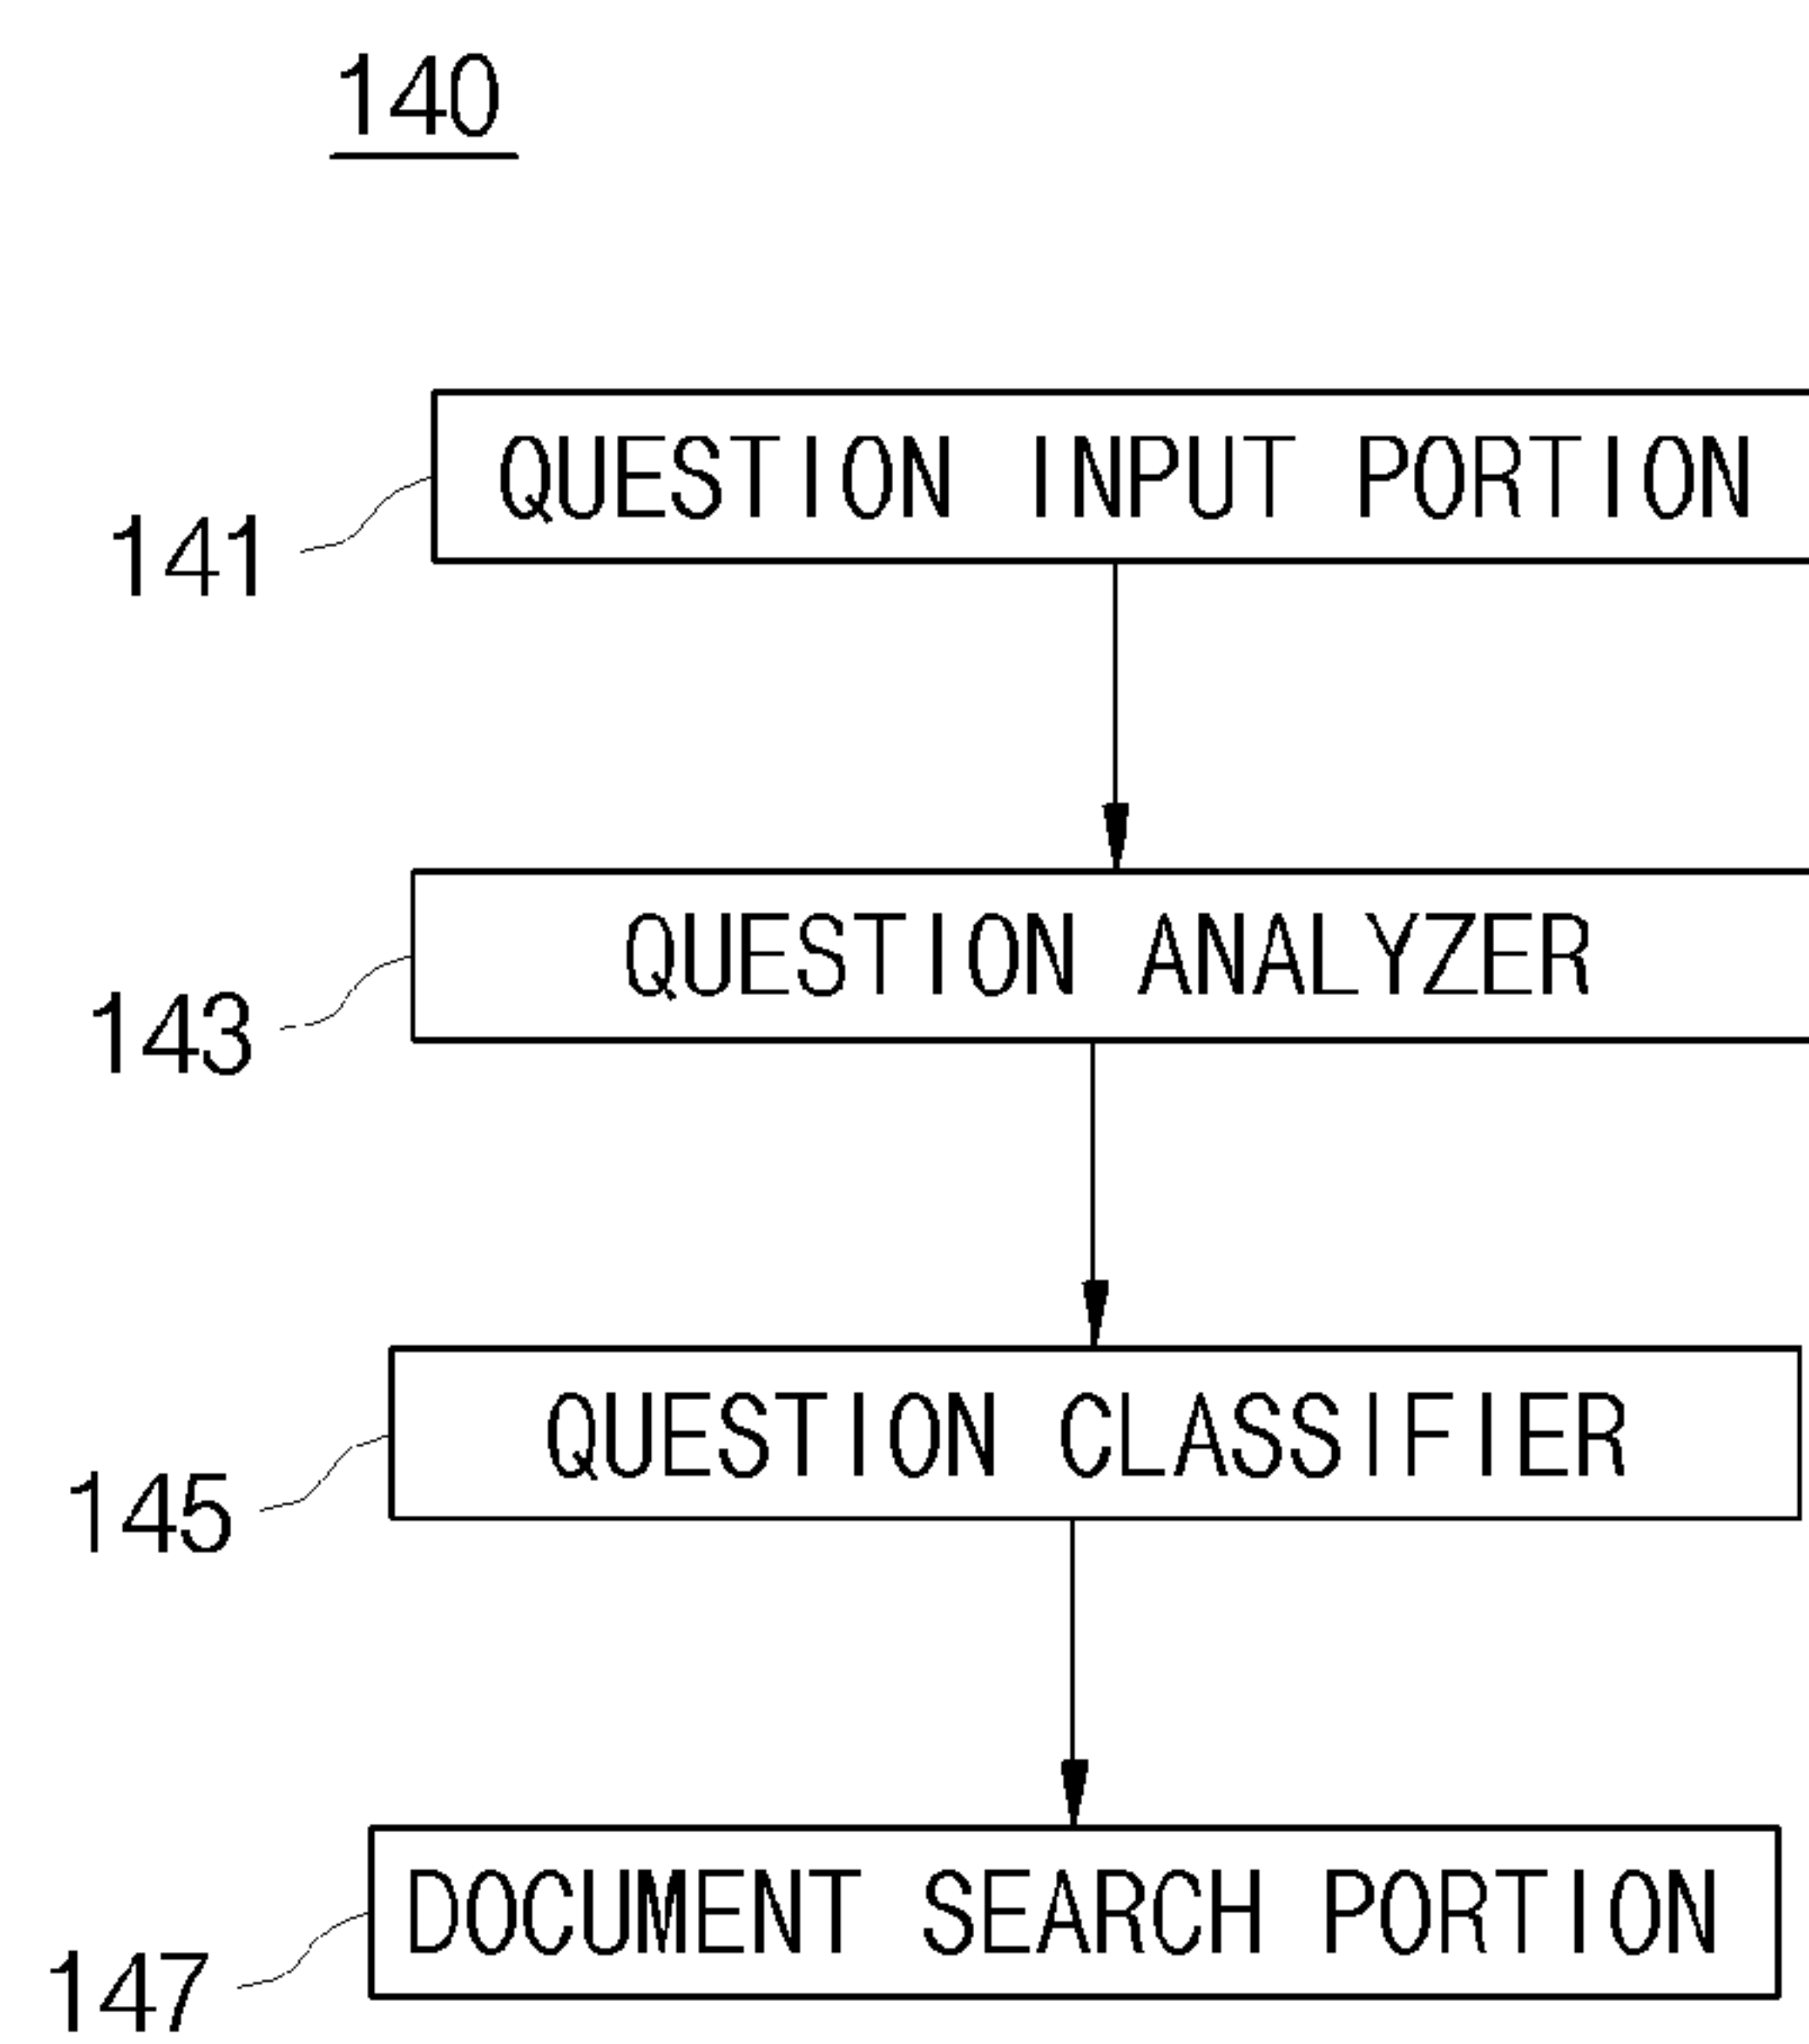 140
QUESTION INPUT PORTION
141
QUESTION ANALYZER
143
QUESTION CLASSIFIER
145
DOCUMENT SEARCH PORTION
147